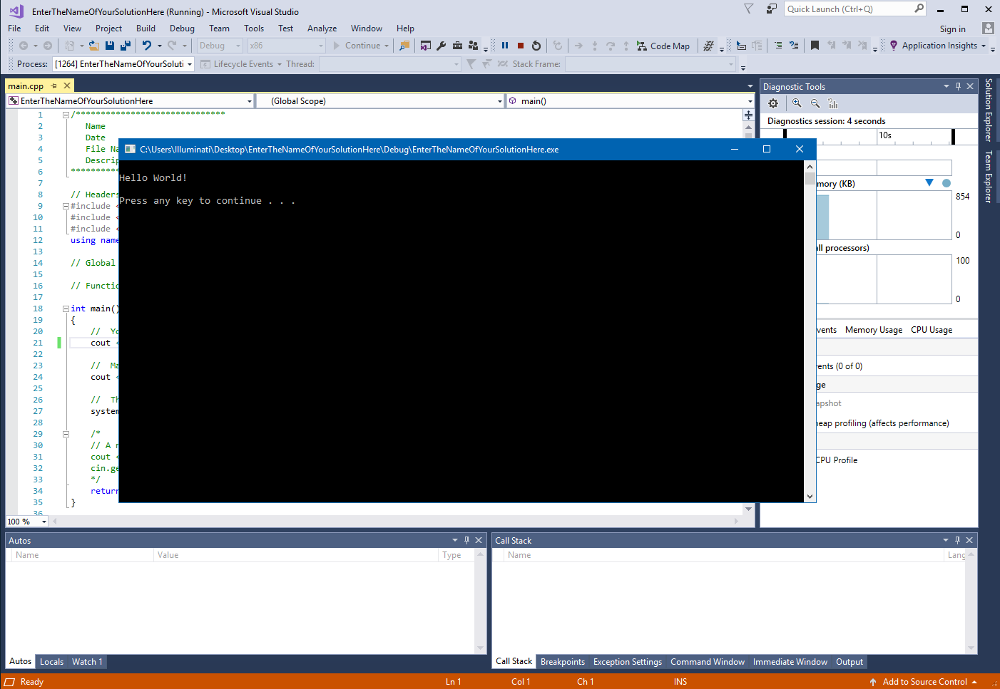 EnterTheNameOfYourSolutionHere (Running) - Microsoft Visual Studio
Quick Launch (Ctrl+Q)
File Edit View Project Build Debug Team Tools Test Analyze Window Help
Sign in
Debug x86 Continue Code Map Application Insights
Process: [1264] EnterTheNameOfYourSoluti Lifecycle Events Thread: Stack Frame:
main.cpp
EnterTheNameOfYourSolutionHere (Global Scope) main()
1 /******************************
2 Name
3 Date
4 File Na
5 Descrip
6 **********
7
8 // Headers
9 #include <
10 #include <
11 #include <
12 using name
13
14 // Global
15
16 // Functio
17
18 int main()
19 {
20 // Yo
21 cout <
22
23 // Ma
24 cout <
25
26 // Th
27 system
28
29 /*
30 // A n
31 cout <
32 cin.ge
33 */
34 return
35 }
36
100 %
C:\Users\Illuminati\Desktop\EnterTheNameOfYourSolutionHere\Debug\EnterTheNameOfYourSolutionHere.exe
Hello World!
Press any key to continue . . .
Diagnostic Tools
Diagnostics session: 4 seconds
10s
mory (KB)
854
0
ll processors)
100
0
vents Memory Usage CPU Usage
ents (0 of 0)
ge
apshot
heap profiling (affects performance)
CPU Profile
Solution Explorer
Team Explorer
Autos
Name Value Type
Autos Locals Watch 1
Call Stack
Name Lang
Call Stack Breakpoints Exception Settings Command Window Immediate Window Output
Ready Ln 1 Col 1 Ch 1 INS Add to Source Control